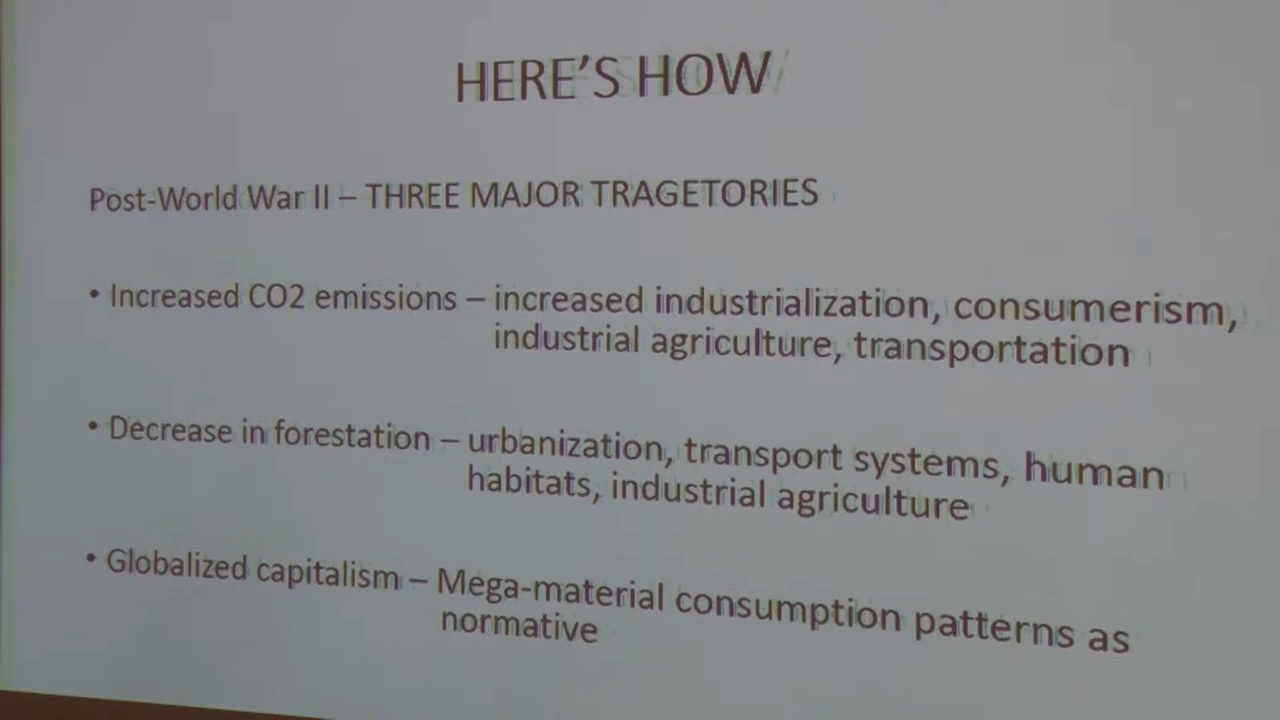 HERE'S HOW
Post-World War II – THREE MAJOR TRAGETORIES
• Increased CO2 emissions – increased industrialization, consumerism,
industrial agriculture, transportation
• Decrease in forestation – urbanization, transport systems, human
habitats, industrial agriculture
• Globalized capitalism – Mega-material consumption patterns as
normative